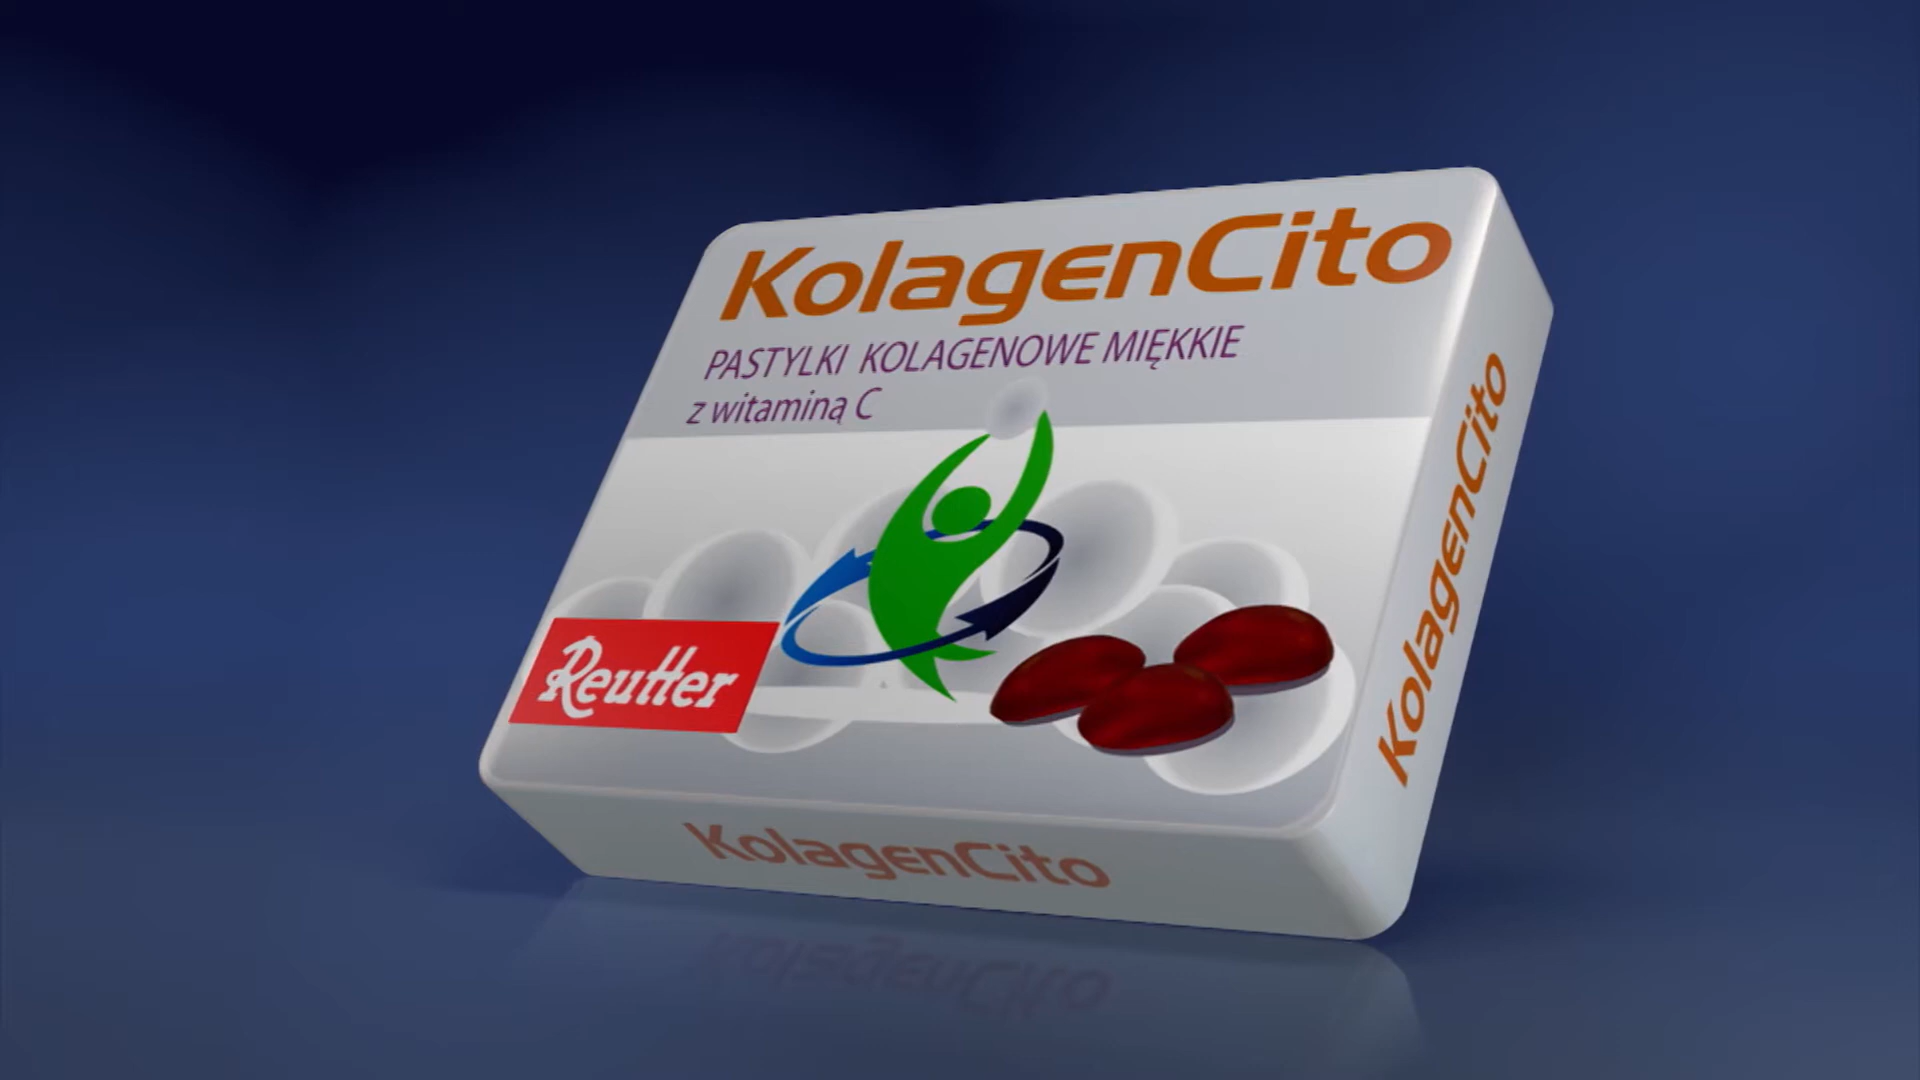 KolagenCito
PASTYLKI KOLAGENOWE MIĘKKIE
z witaminą C
Reutter
KolagenCito
KolagenCito